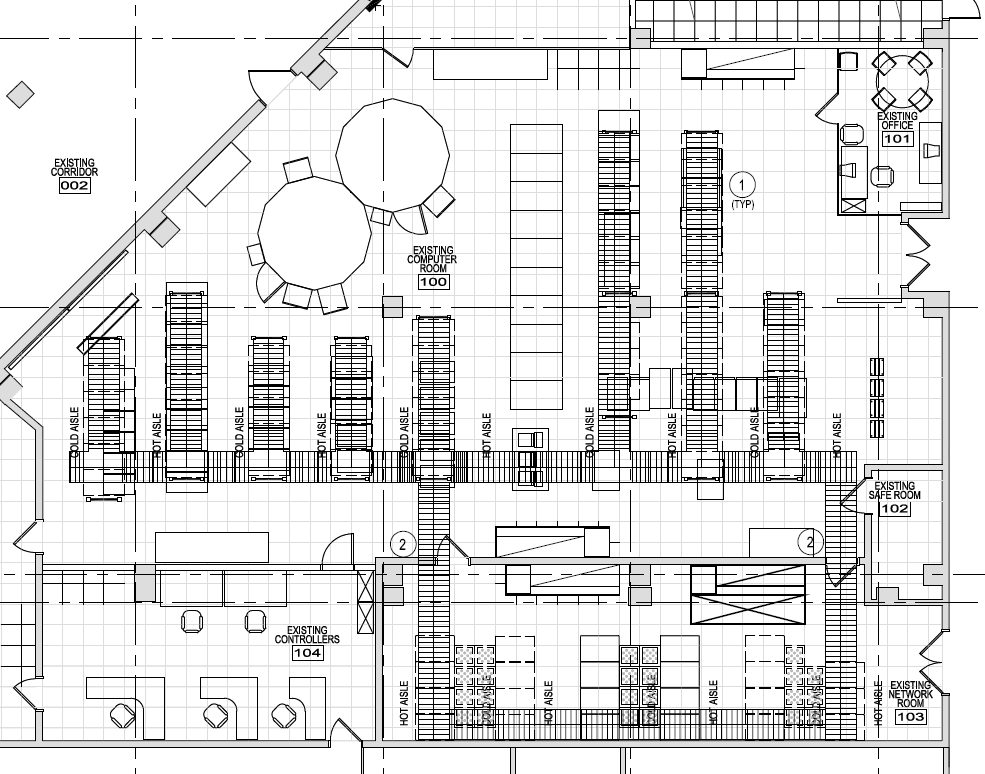 EXISTING
OFFICE
101
EXISTING
CORRIDOR
002
1
(TYP)
EXISTING
COMPUTER
ROOM
100
COLD AISLE
HOT AISLE
COLD AISLE
HOT AISLE
COLD AISLE
HOT AISLE
COLD AISLE
HOT AISLE
COLD AISLE
HOT AISLE
EXISTING
SAFE ROOM
102
2
2
EXISTING
CONTROLLERS
104
HOT AISLE
COLD AISLE
HOT AISLE
COLD AISLE
HOT AISLE
COLD AISLE
HOT AISLE
EXISTING
NETWORK
ROOM
103